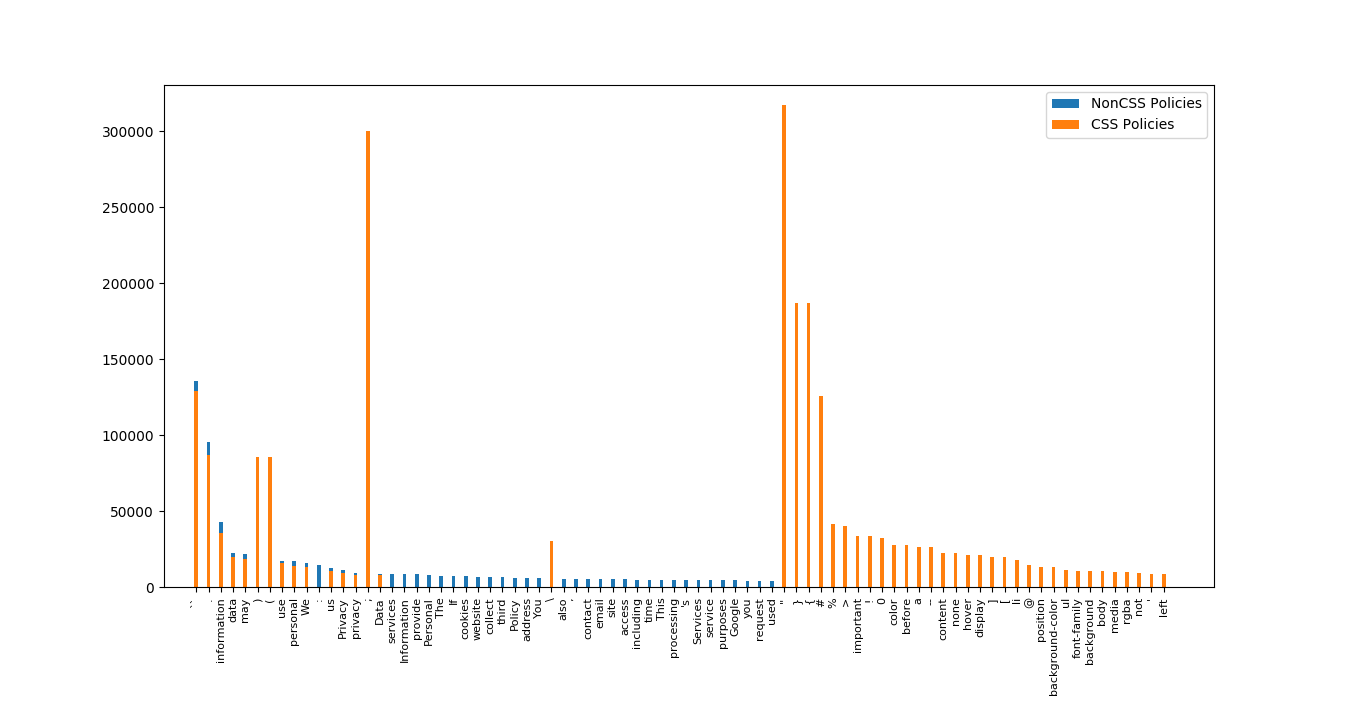 NonCSS Policies
CSS Policies
300000
250000
200000
150000
100000
50000
0
information
data
may
)
(
use
personal
We
:
us
Privacy
privacy
;
Data
services
Information
provide
Personal
The
If
cookies
website
collect
third
Policy
address
You
\
also
contact
email
site
access
including
time
This
processing
's
Services
service
purposes
Google
you
request
used
"
}
{
#
%
>
important
!
0
color
before
a
content
none
hover
display
]
[
li
@
position
background-color
ul
font-family
background
body
media
rgba
not
left